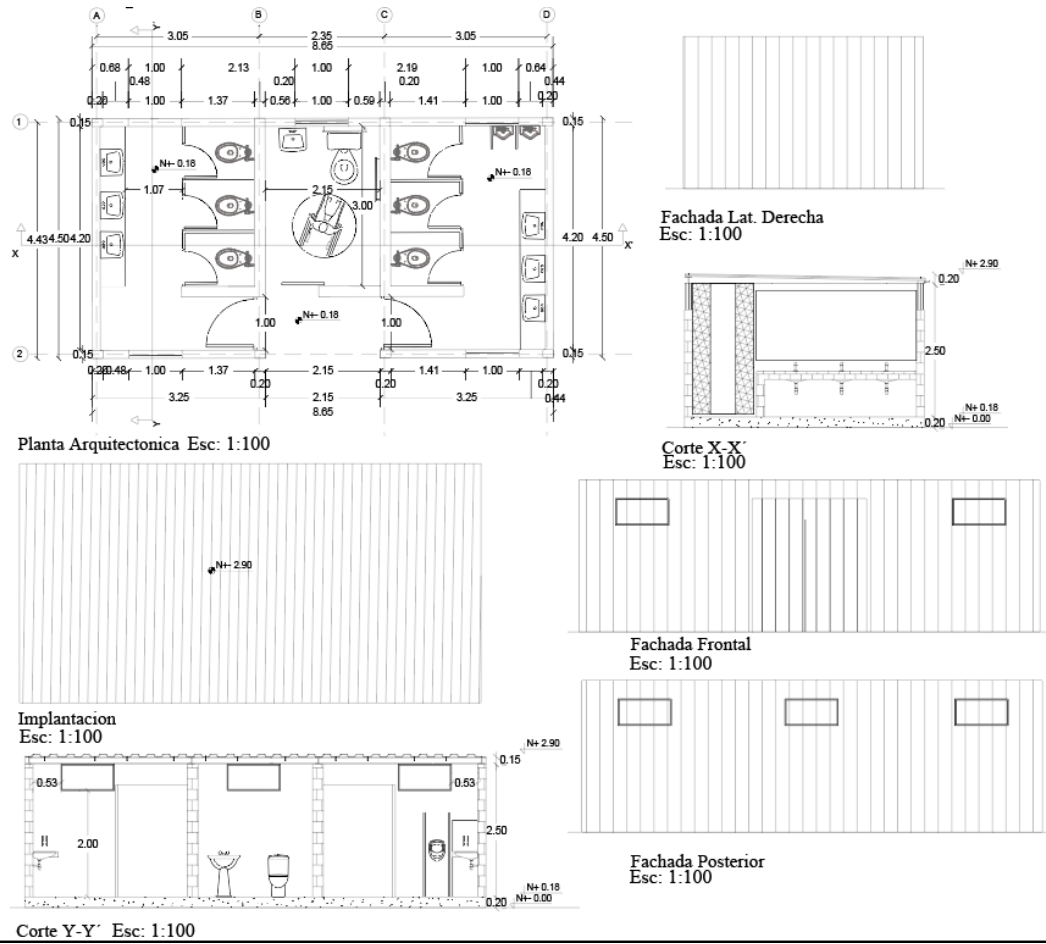 A B C D
Y
3.05 2.35 3.05
8.65
0.68 1.00 2.13 1.00 2.19 1.00 0.64
0.48 0.20 0.20 0.44
0.20 1.00 1.37 0.56 1.00 0.59 1.41 1.00 0.20
1 0.15 0.15
N+- 0.18 N+- 0.18
1.07 2.15
3.00
X 4.43 4.50 4.20 4.20 4.50 X'
1.00 N+- 0.18 1.00
2 0.15 0.15
0.20 0.48 1.00 1.37 2.15 1.41 1.00
0.20 0.20 0.20 0.44
3.25 2.15 3.25
8.65
Y
Planta Arquitectonica Esc: 1:100
Fachada Lat. Derecha
Esc: 1:100
N+ 2.90
0.20
2.50
N+ 0.18
N+- 0.00
0.20
Corte X-X´
Esc: 1:100
N+- 2.90
Implantacion
Esc: 1:100
Fachada Frontal
Esc: 1:100
N+ 2.90
0.15
0.53 0.53
2.00 2.50
N+ 0.18
N+- 0.00
0.20
Corte Y-Y´ Esc: 1:100
Fachada Posterior
Esc: 1:100